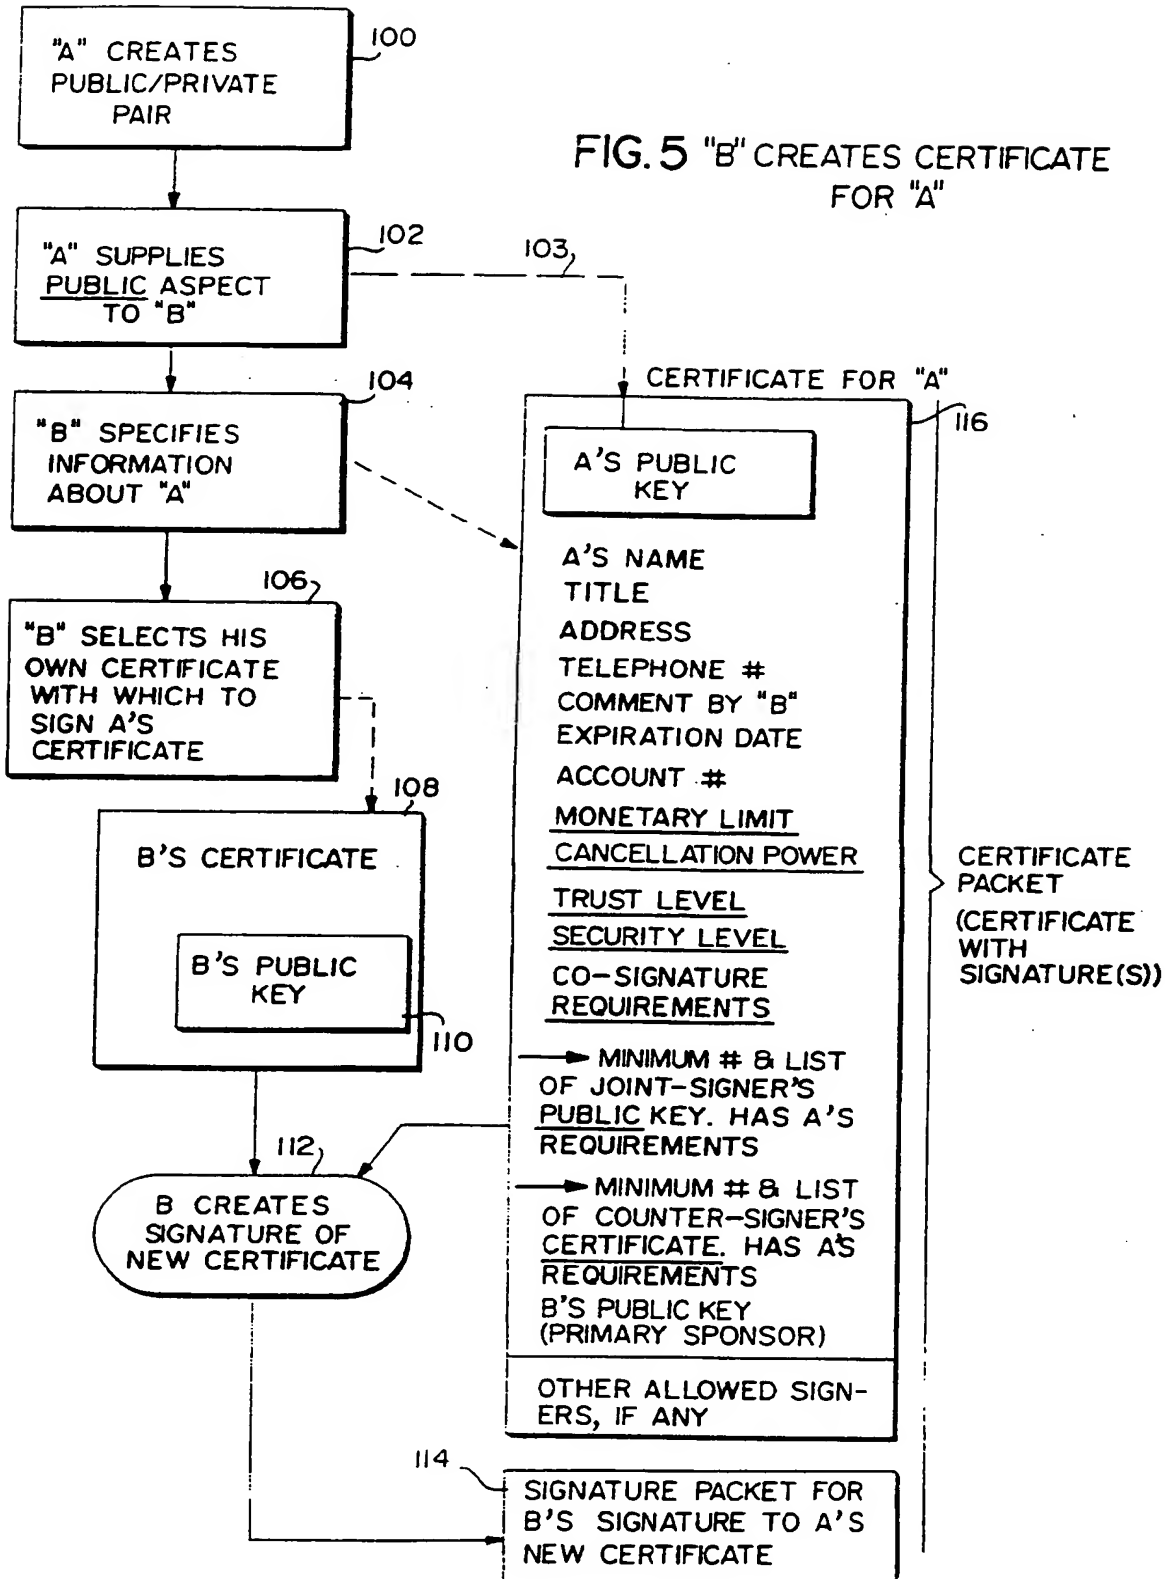 "A" CREATES
PUBLIC/PRIVATE
PAIR
100
FIG. 5 "B" CREATES CERTIFICATE
FOR "A"
"A" SUPPLIES
PUBLIC ASPECT
TO "B"
102
103
"B" SPECIFIES
INFORMATION
ABOUT "A"
104
"B" SELECTS HIS
OWN CERTIFICATE
WITH WHICH TO
SIGN A'S
CERTIFICATE
106
B'S CERTIFICATE
108
B'S PUBLIC
KEY
110
B CREATES
SIGNATURE OF
NEW CERTIFICATE
112
CERTIFICATE FOR "A"
116
A'S PUBLIC
KEY
A'S NAME
TITLE
ADDRESS
TELEPHONE #
COMMENT BY "B"
EXPIRATION DATE
ACCOUNT #
MONETARY LIMIT
CANCELLATION POWER
TRUST LEVEL
SECURITY LEVEL
CO-SIGNATURE
REQUIREMENTS
MINIMUM # & LIST
OF JOINT-SIGNER'S
PUBLIC KEY. HAS A'S
REQUIREMENTS
MINIMUM # & LIST
OF COUNTER-SIGNER'S
CERTIFICATE. HAS A'S
REQUIREMENTS
B'S PUBLIC KEY
(PRIMARY SPONSOR)
OTHER ALLOWED SIGN-
ERS, IF ANY
114
SIGNATURE PACKET FOR
B'S SIGNATURE TO A'S
NEW CERTIFICATE
CERTIFICATE
PACKET
(CERTIFICATE
WITH
SIGNATURE(S))